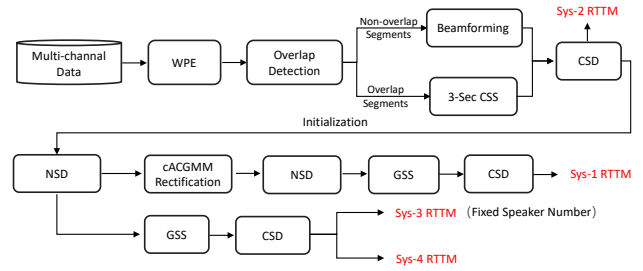 Sys-2 RTTM
Non-overlap
Segments
Beamforming
Multi-channal
Data
WPE
Overlap
Detection
CSD
Overlap
Segments
3-Sec CSS
Initialization
NSD
cACGMM
Rectification
NSD
GSS
CSD
Sys-1 RTTM
GSS
CSD
Sys-3 RTTM (Fixed Speaker Number)
Sys-4 RTTM